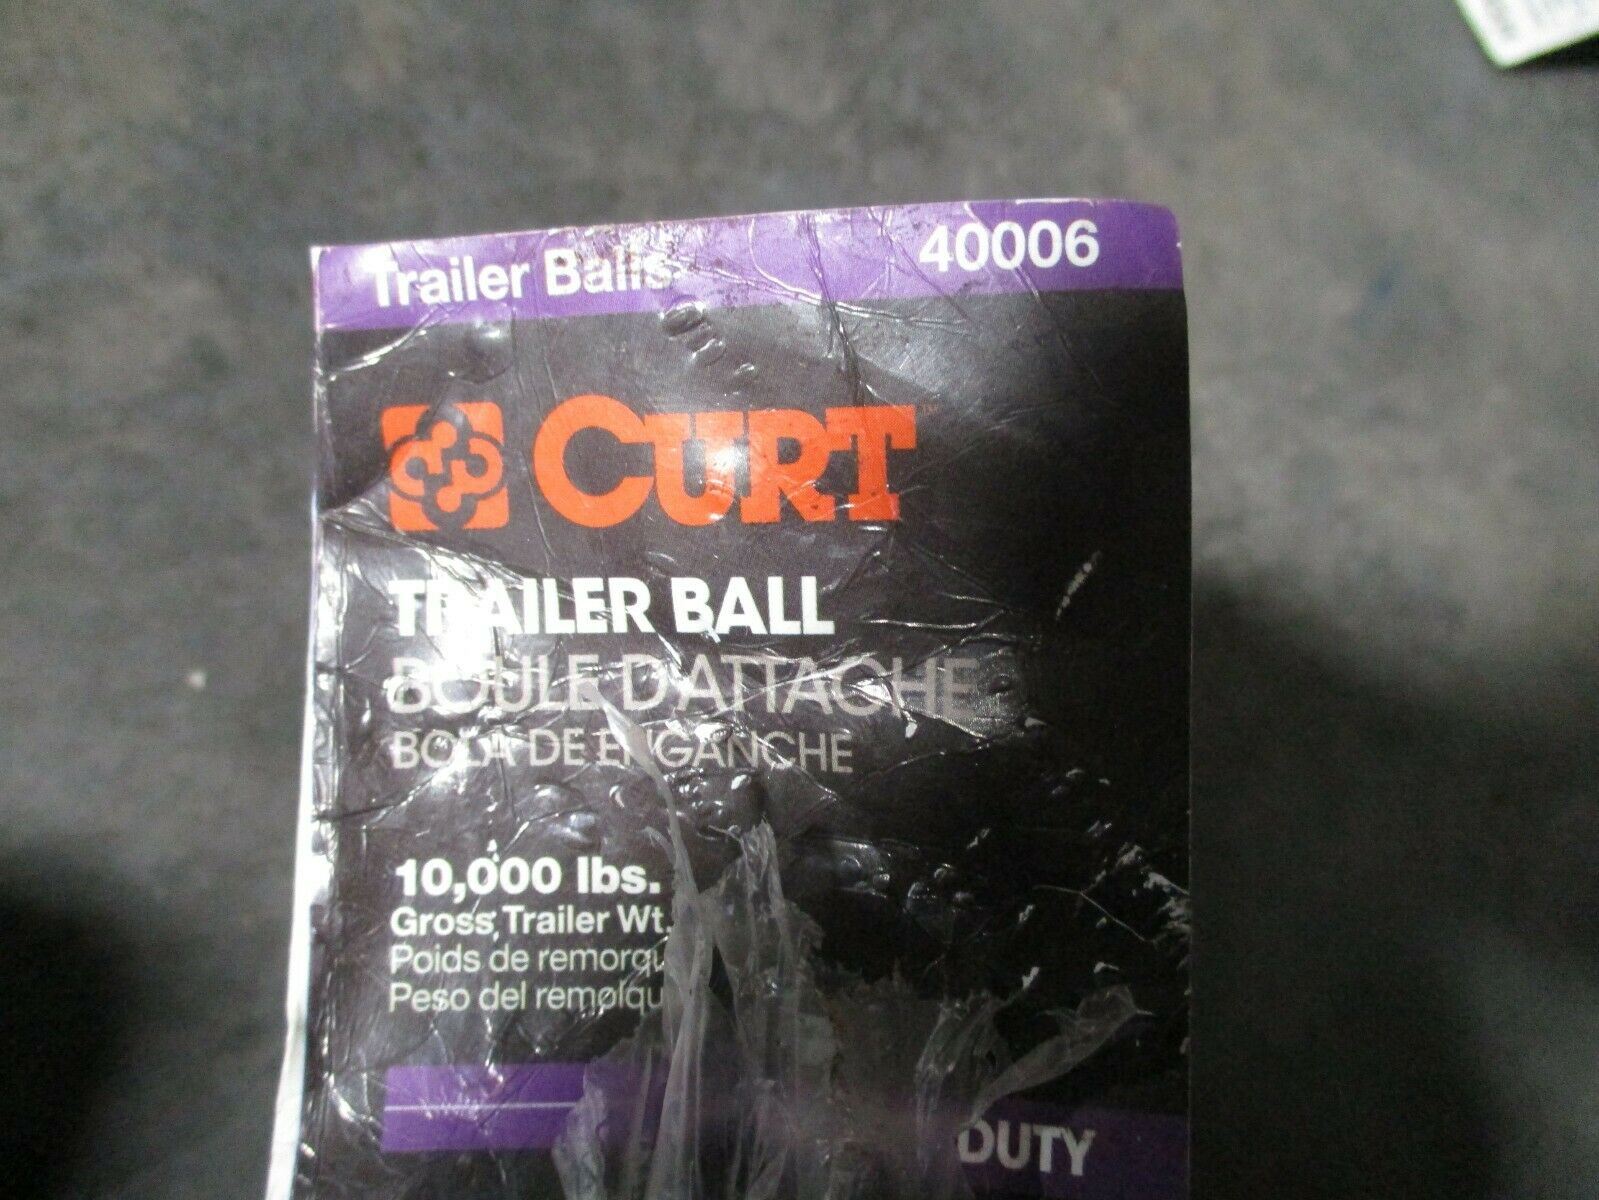 Trailer Balls 40006
CURT™
TRAILER BALL
BOULE D'ATTACHE
BOLA DE ENGANCHE
10,000 lbs.
Gross Trailer Wt.
Poids de remorqu
Peso del remolqu
DUTY